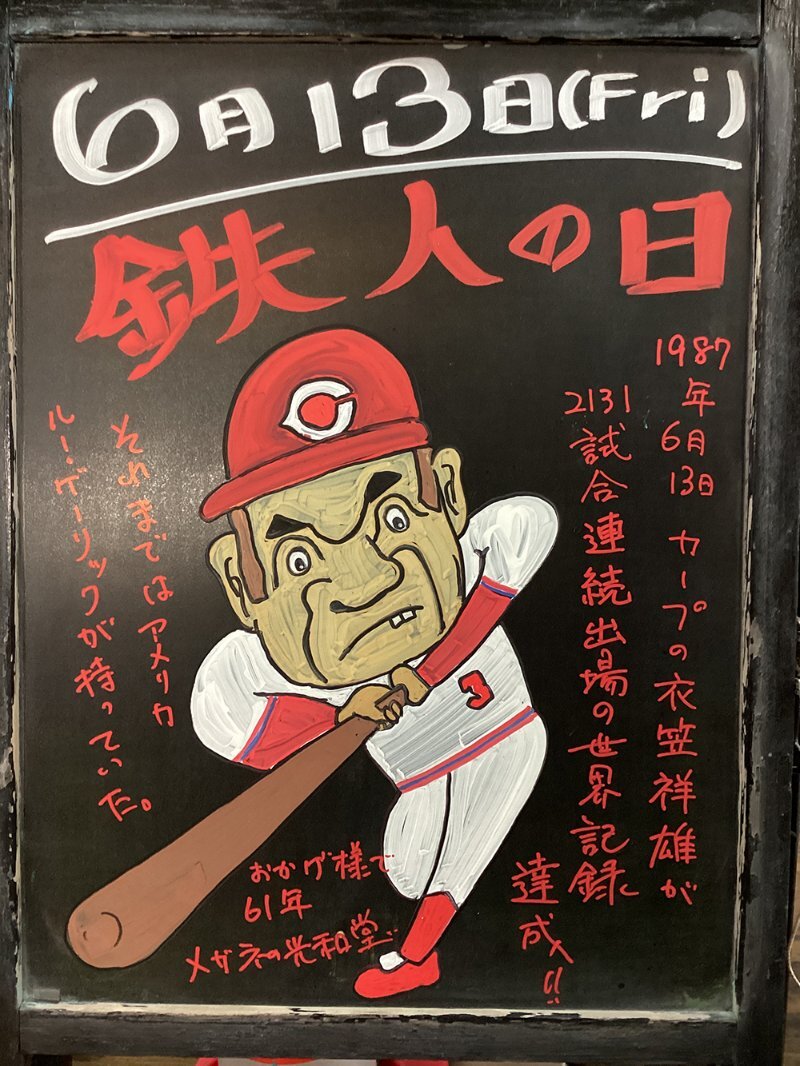 6月13日(Fri)
鉄人の日
1987年6月13日 カープの衣笠祥雄が
2131試合連続出場の世界記録
達成!!
それまではアメリカ
ルー・ゲーリックが持っていた。
C
3
おかげ様で
61年
メガネの光和堂